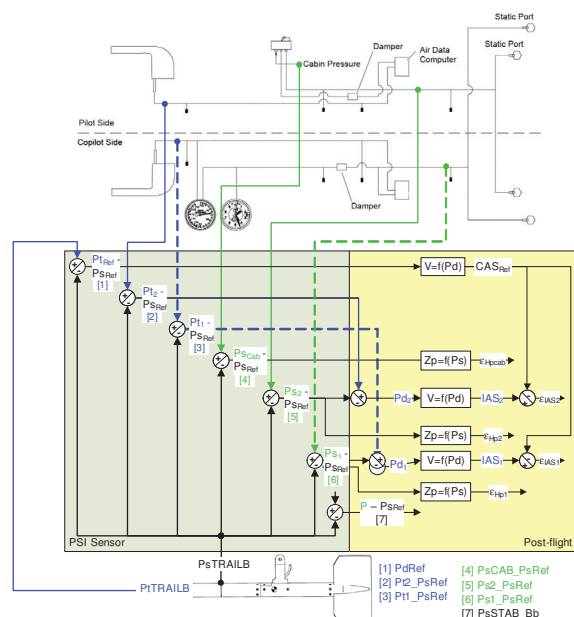 Static Port
Damper
Air Data
Computer
Static Port
Cabin Pressure
Pilot Side
Copilot Side
Damper
PtRef -
PsRef
[1]
V=f(Pd)
CASRef
Pt2 -
PsRef
[2]
Pt1 -
PsRef
[3]
PsCab -
PsRef
[4]
Zp=f(Ps)
εHpcab
Ps2 -
PsRef
[5]
Pd2
V=f(Pd)
IAS2
εIAS2
Zp=f(Ps)
εHp2
Ps1 -
PsRef
[6]
Pd1
V=f(Pd)
IAS1
εIAS1
Zp=f(Ps)
εHp1
P – PsRef
[7]
PSI Sensor
Post-flight
PsTRAILB
PtTRAILB
[1] PdRef
[2] Pt2_PsRef
[3] Pt1_PsRef
[4] PsCAB_PsRef
[5] Ps2_PsRef
[6] Ps1_PsRef
[7] PsSTAB_Bb